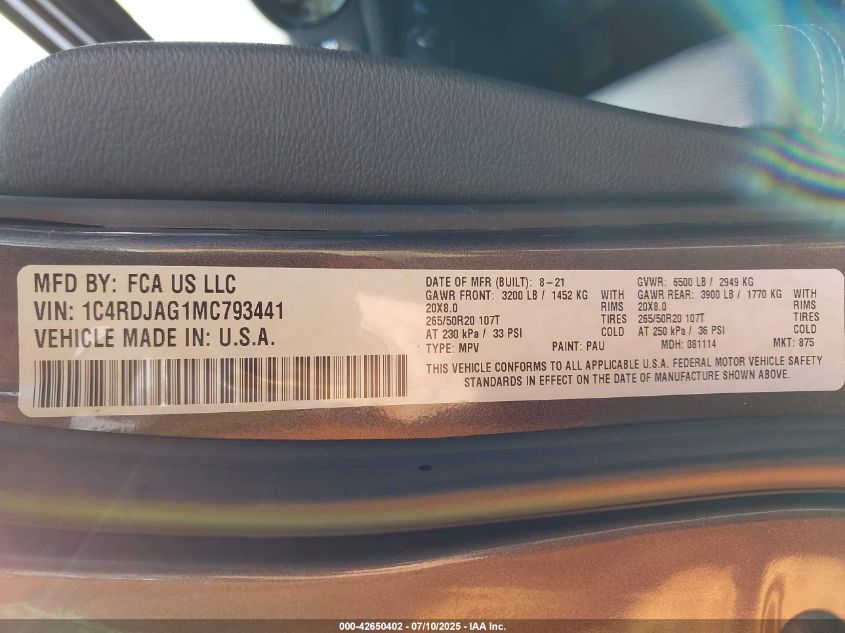 MFD BY: FCA US LLC
VIN: 1C4RDJAG1MC793441
VEHICLE MADE IN: U.S.A.
DATE OF MFR (BUILT): 8-21 GVWR: 6500 LB / 2949 KG
GAWR FRONT: 3200 LB / 1452 KG WITH GAWR REAR: 3900 LB / 1770 KG WITH
20X8.0 RIMS 20X8.0 RIMS
265/50R20 107T TIRES 265/50R20 107T TIRES
AT 230 kPa / 33 PSI COLD AT 250 kPa / 36 PSI COLD
TYPE: MPV PAINT: PAU MDH: 081114 MKT: 875
THIS VEHICLE CONFORMS TO ALL APPLICABLE U.S.A. FEDERAL MOTOR VEHICLE SAFETY
STANDARDS IN EFFECT ON THE DATE OF MANUFACTURE SHOWN ABOVE.
000-42650402 - 07/10/2025 - IAA Inc.